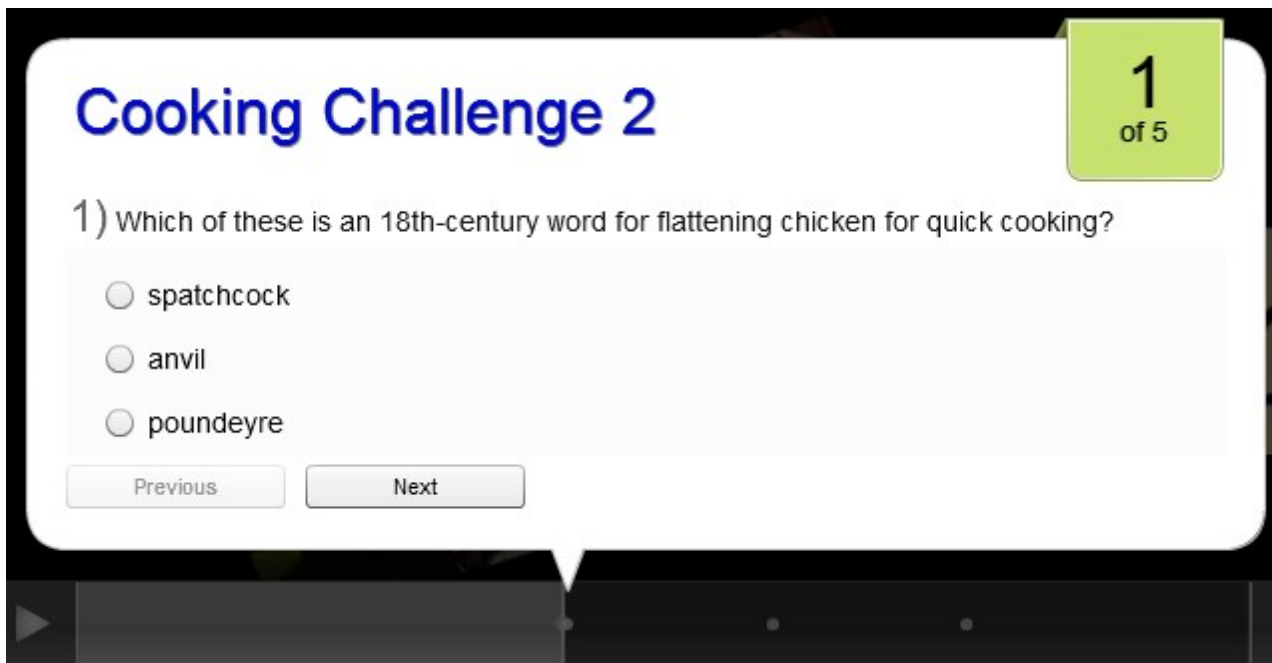 Cooking Challenge 2
1
of 5
1) Which of these is an 18th-century word for flattening chicken for quick cooking?
spatchcock
anvil
poundeyre
Previous
Next